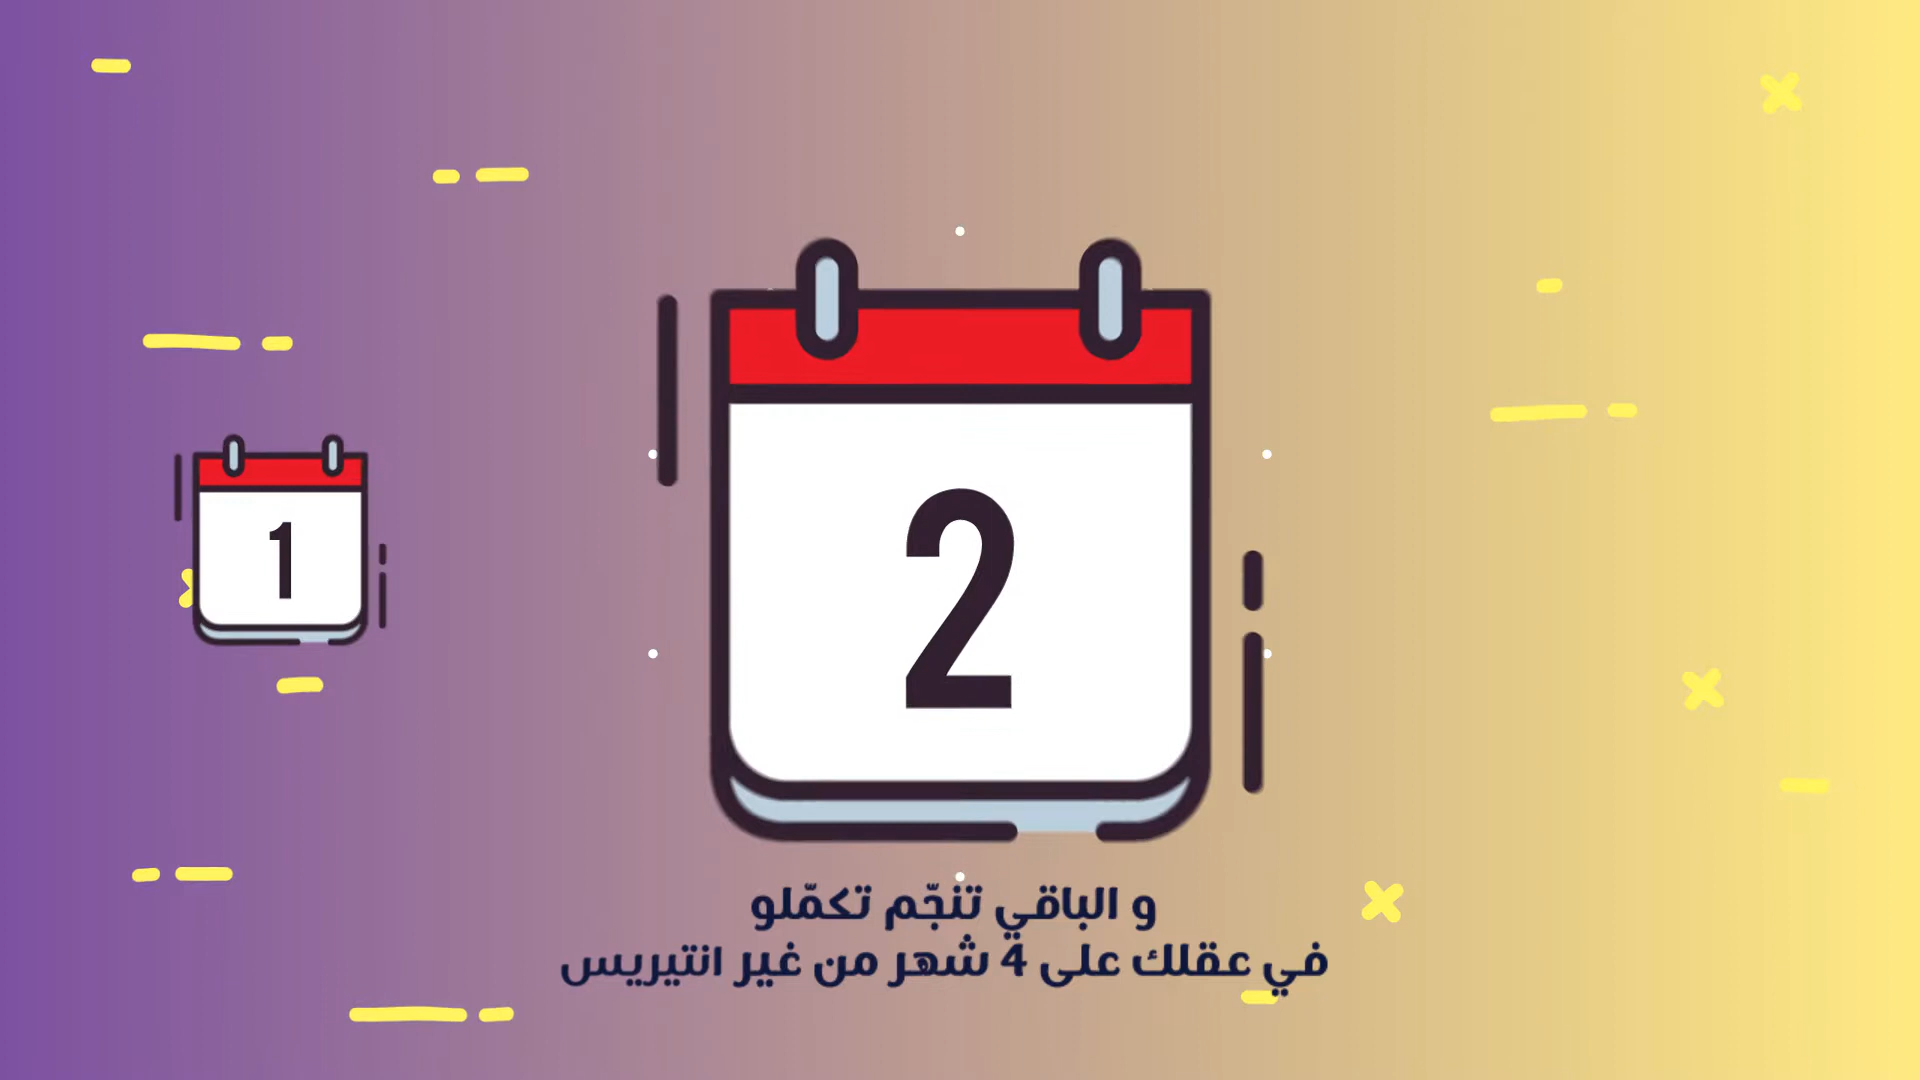 1
2
و الباقي تنجّم تكمّلو
في عقلك على 4 شهر من غير انتيريس